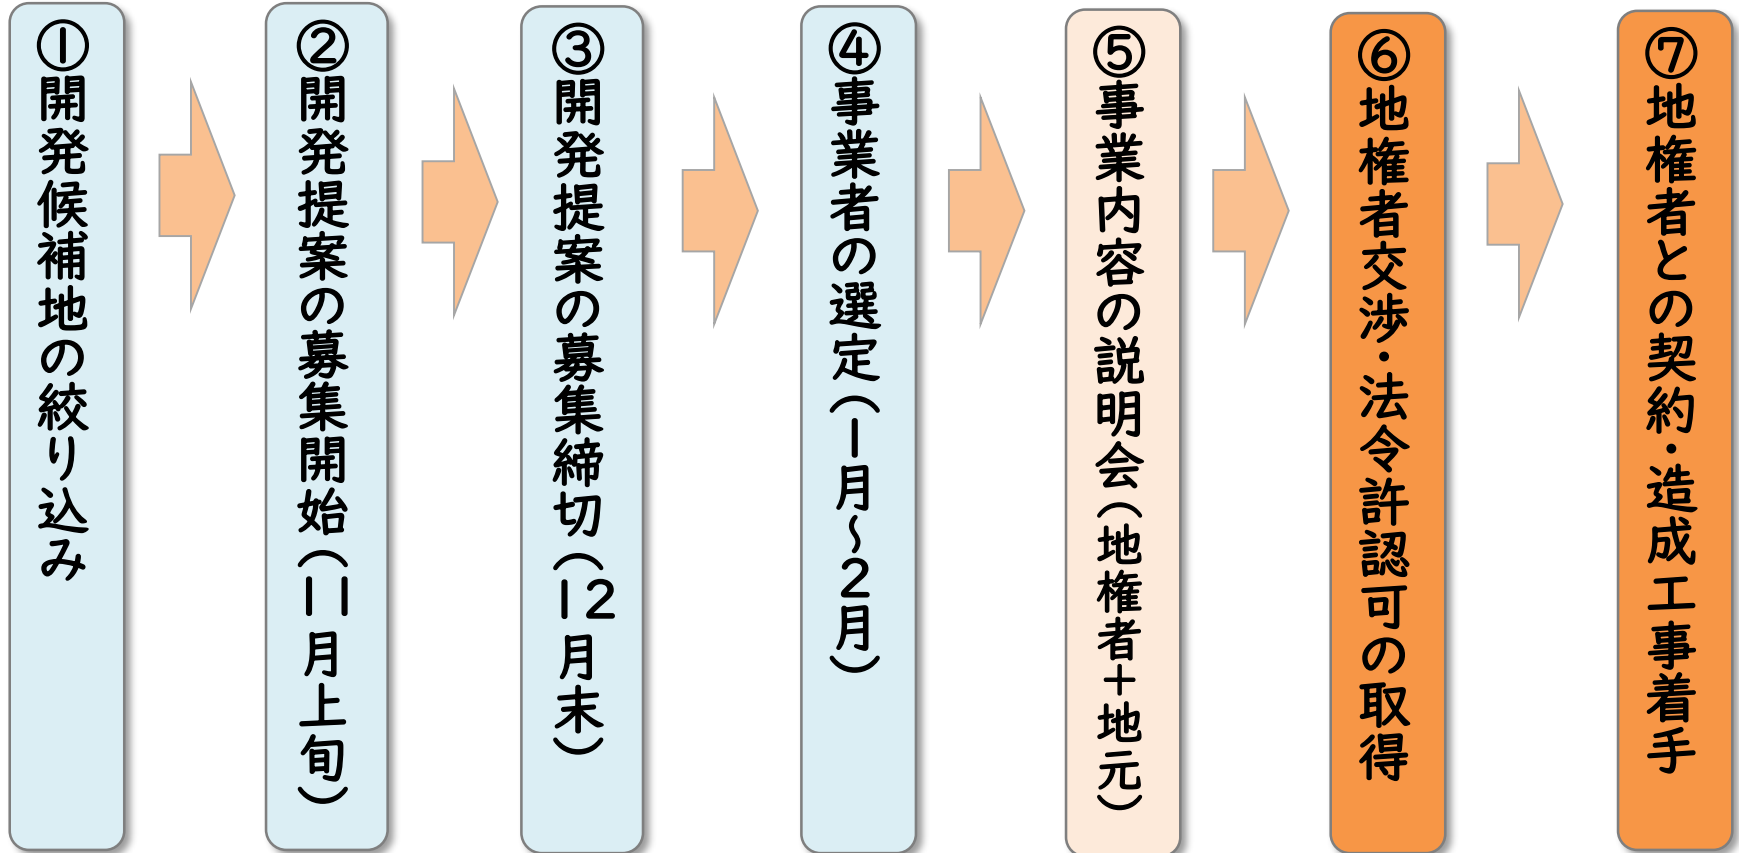 ①開発候補地の絞り込み
②開発提案の募集開始（11月上旬）
③開発提案の募集締切（12月末）
④事業者の選定（1月～2月）
⑤事業内容の説明会（地権者＋地元）
⑥地権者交渉・法令許認可の取得
⑦地権者との契約・造成工事着手